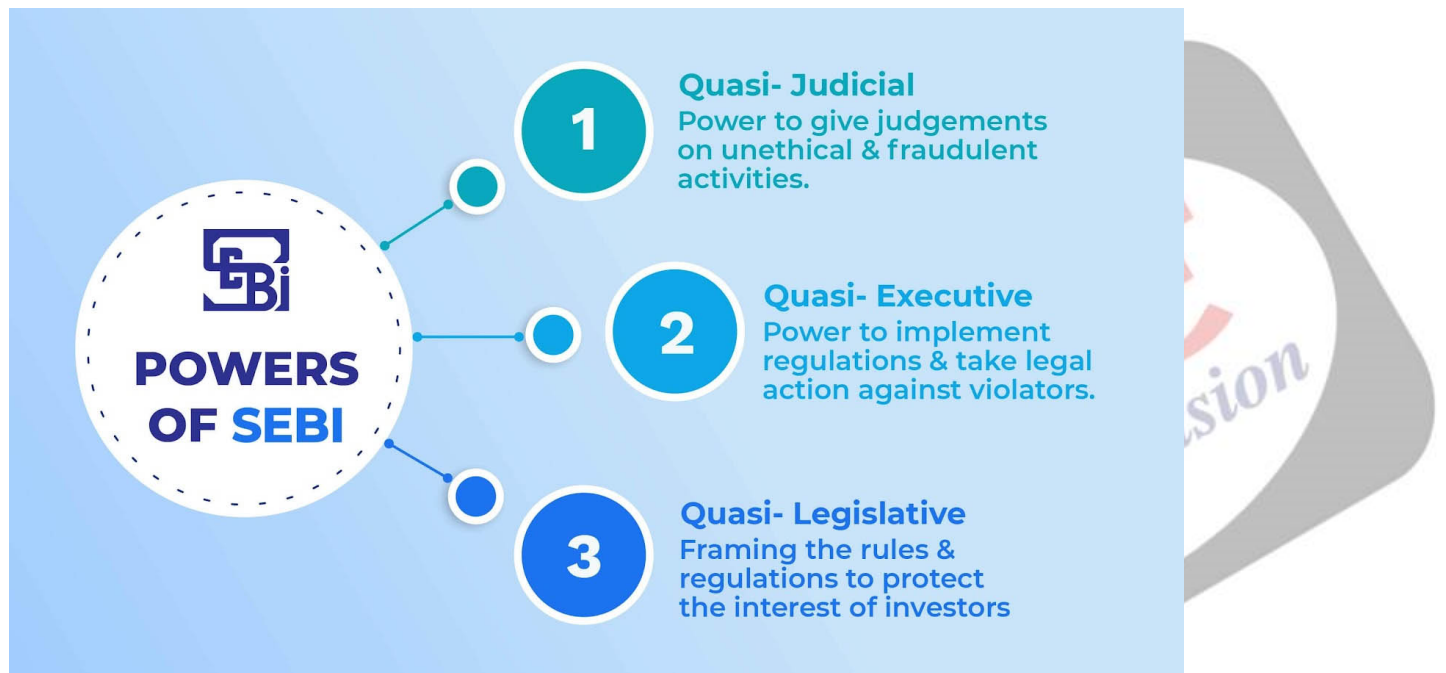 SEBi
POWERS
OF SEBI
1
Quasi- Judicial
Power to give judgements
on unethical & fraudulent
activities.
2
Quasi- Executive
Power to implement
regulations & take legal
action against violators.
3
Quasi- Legislative
Framing the rules &
regulations to protect
the interest of investors